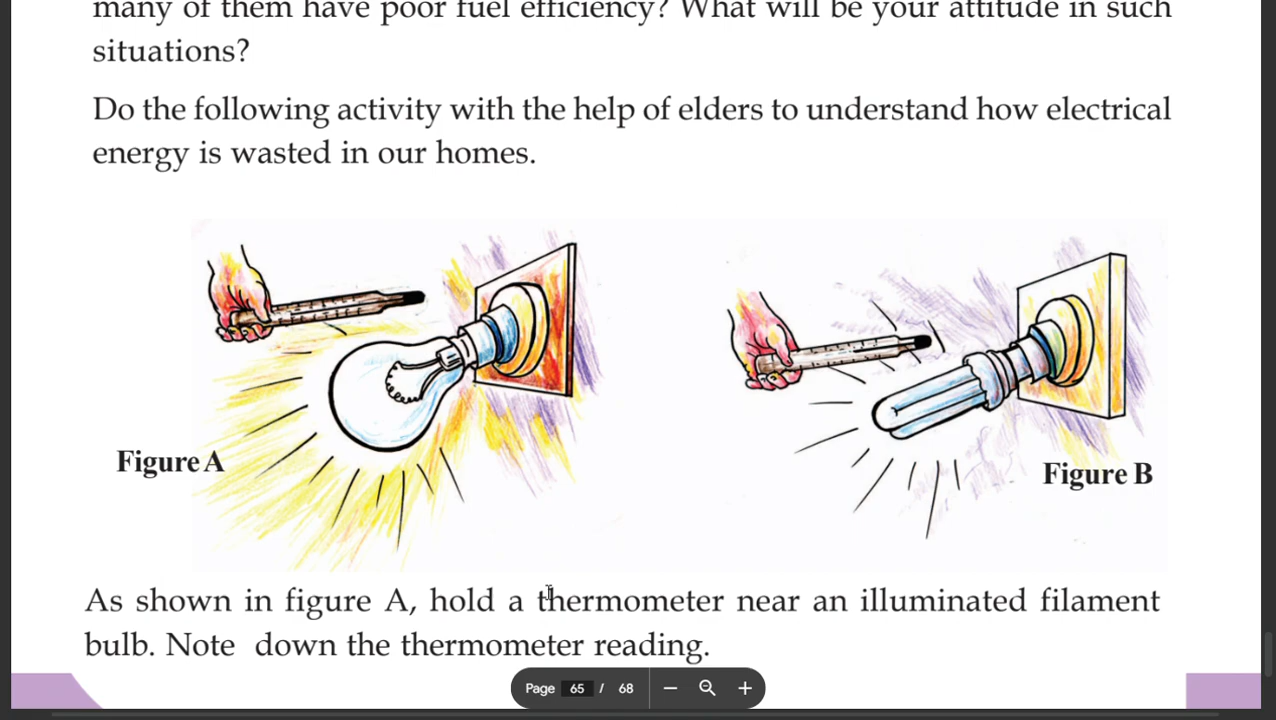 many of them have poor fuel efficiency? What will be your attitude in such
situations?
Do the following activity with the help of elders to understand how electrical
energy is wasted in our homes.
Figure A
Figure B
As shown in figure A, hold a thermometer near an illuminated filament
bulb. Note down the thermometer reading.
Page 65 / 68